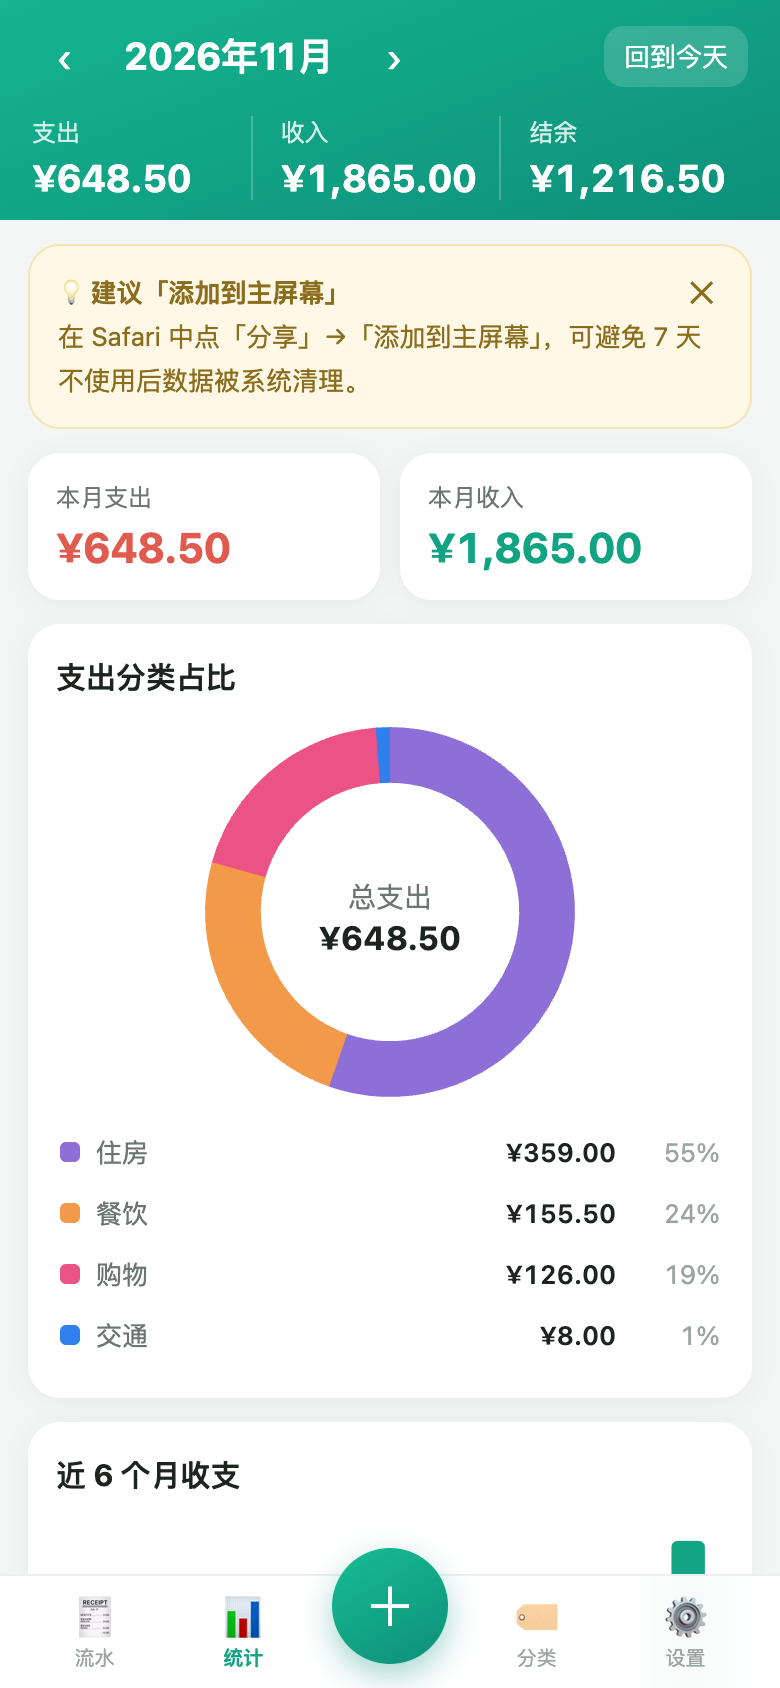 ‹ 2026年11月 › 回到今天
支出 收入 结余
¥648.50 ¥1,865.00 ¥1,216.50
💡 建议「添加到主屏幕」 ×
在 Safari 中点「分享」→「添加到主屏幕」，可避免 7 天
不使用后数据被系统清理。
本月支出 本月收入
¥648.50 ¥1,865.00
支出分类占比
总支出
¥648.50
住房 ¥359.00 55%
餐饮 ¥155.50 24%
购物 ¥126.00 19%
交通 ¥8.00 1%
近 6 个月收支
RECEIPT
流水 统计 分类 设置